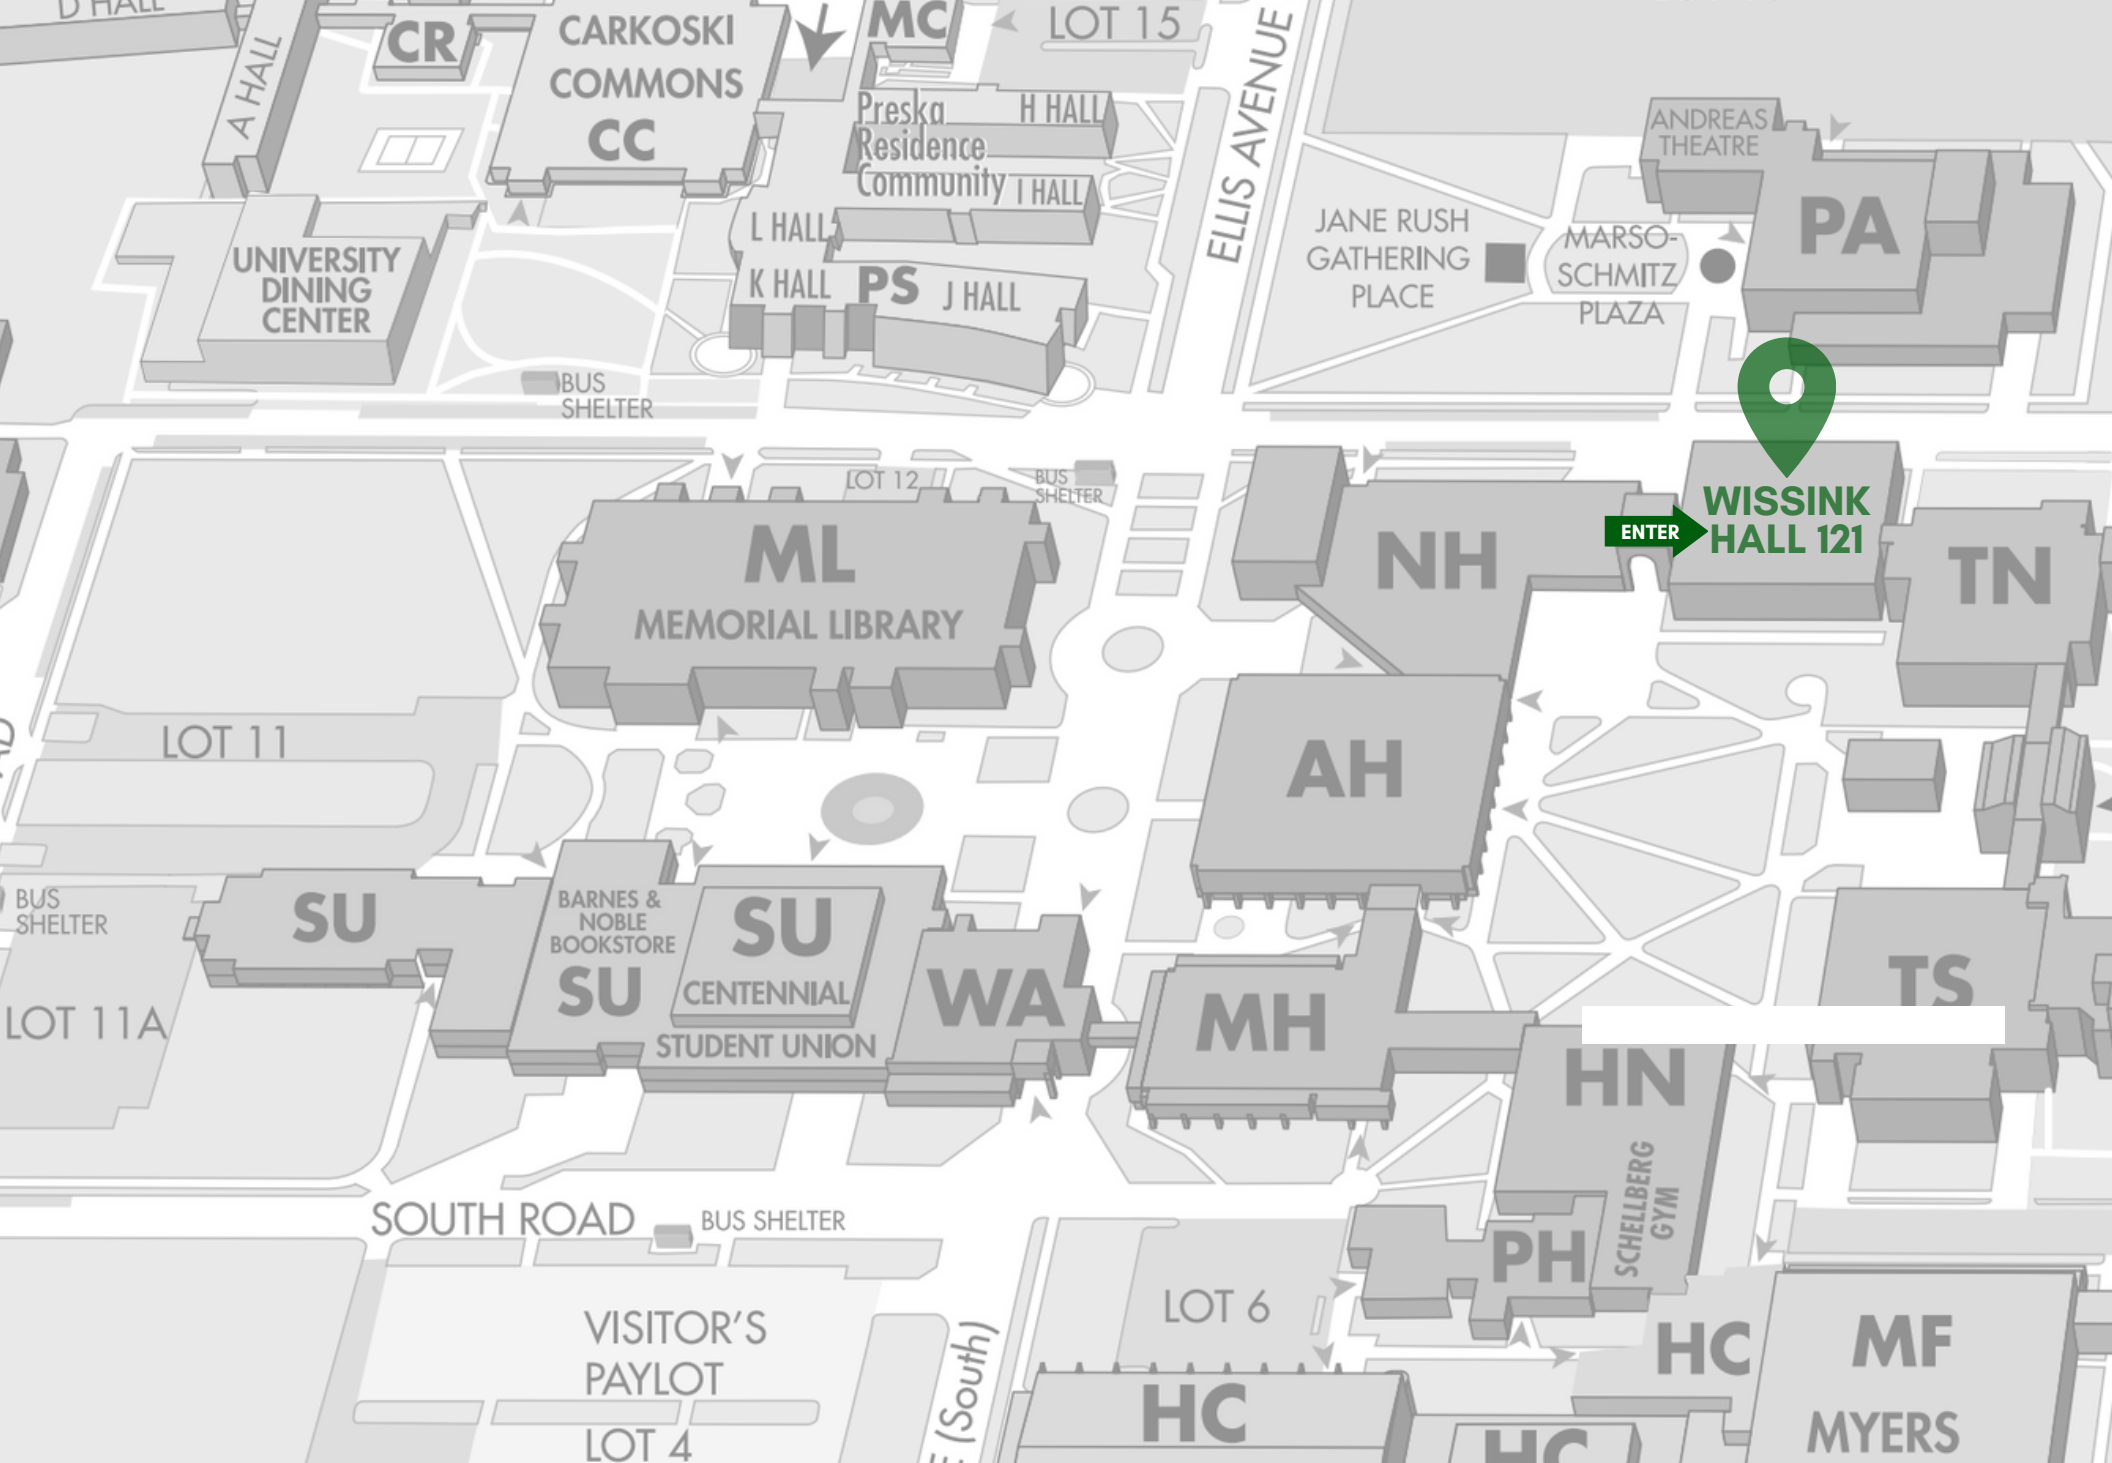 D HALL
A HALL
CR
CARKOSKI
COMMONS
CC
MC
LOT 15
ELLIS AVENUE
Preska
Residence
Community
H HALL
I HALL
L HALL
K HALL
PS
J HALL
UNIVERSITY
DINING
CENTER
BUS
SHELTER
JANE RUSH
GATHERING
PLACE
MARSO-
SCHMITZ
PLAZA
ANDREAS
THEATRE
PA
LOT 12
BUS
SHELTER
ML
MEMORIAL LIBRARY
NH
ENTER
WISSINK
HALL 121
TN
LOT 11
AH
BUS
SHELTER
SU
BARNES &
NOBLE
BOOKSTORE
SU
SU
CENTENNIAL
STUDENT UNION
WA
MH
TS
HN
SCHELLBERG
GYM
LOT 11A
SOUTH ROAD
BUS SHELTER
PH
LOT 6
VISITOR'S
PAYLOT
LOT 4
(South)
HC
HC
HC
MF
MYERS